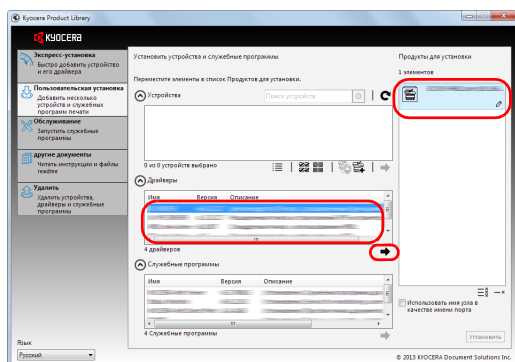 Kyocera Product Library
KYOCERA
Экспресс-установка
Быстро добавить устройство
и его драйвера
Пользовательская установка
Добавить несколько
устройств и служебных
программ печати
Обслуживание
Запустить служебные
программы
другие документы
Читать инструкции и файлы
readme
Удалить
Удалить устройства,
драйверы и служебные
программы
Язык
Русский
Установить устройства и служебные программы
Переместите элементы в список Продуктов для установки.
Устройства
Поиск устройств
0 из 0 устройств выбрано
Драйверы
Имя Версия Описание
4 драйверов
Служебные программы
Имя Версия Описание
4 Служебные программы
Продукты для установки
1 элементов
Использовать имя узла в
качестве имени порта
Установить
© 2013 KYOCERA Document Solutions Inc.